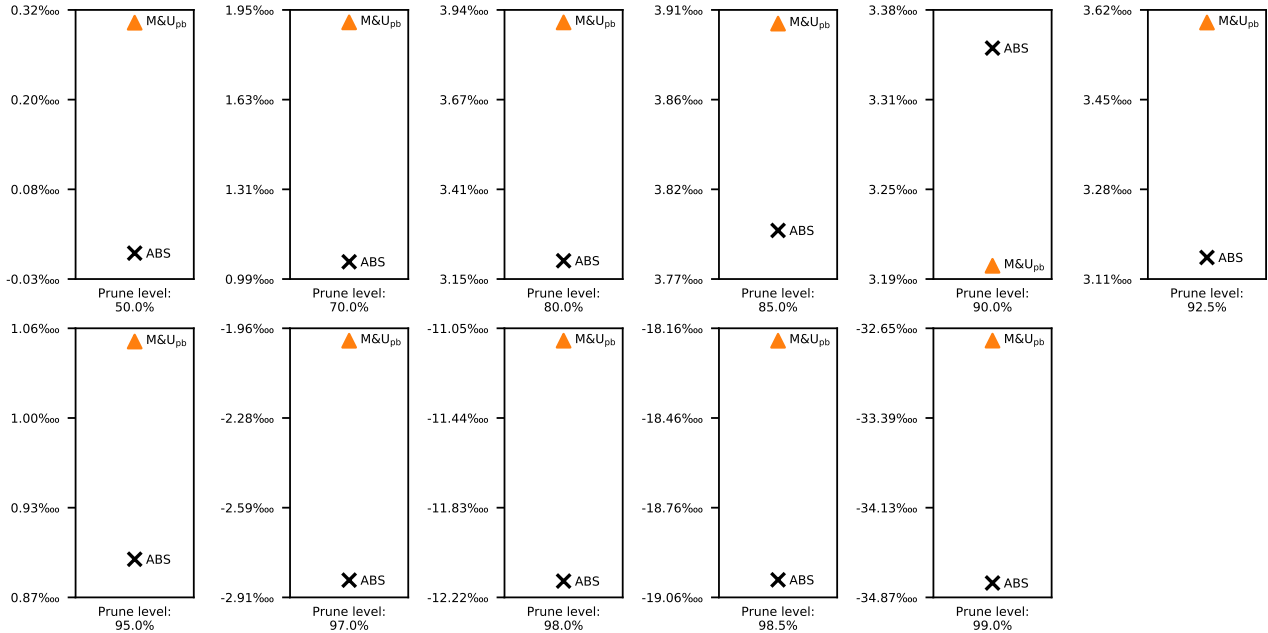 0.32‱
0.20‱
0.08‱
-0.03‱
M&Upb
ABS
Prune level:
50.0%
1.95‱
1.63‱
1.31‱
0.99‱
M&Upb
ABS
Prune level:
70.0%
3.94‱
3.67‱
3.41‱
3.15‱
M&Upb
ABS
Prune level:
80.0%
3.91‱
3.86‱
3.82‱
3.77‱
M&Upb
ABS
Prune level:
85.0%
3.38‱
3.31‱
3.25‱
3.19‱
ABS
M&Upb
Prune level:
90.0%
3.62‱
3.45‱
3.28‱
3.11‱
M&Upb
ABS
Prune level:
92.5%
1.06‱
1.00‱
0.93‱
0.87‱
M&Upb
ABS
Prune level:
95.0%
-1.96‱
-2.28‱
-2.59‱
-2.91‱
M&Upb
ABS
Prune level:
97.0%
-11.05‱
-11.44‱
-11.83‱
-12.22‱
M&Upb
ABS
Prune level:
98.0%
-18.16‱
-18.46‱
-18.76‱
-19.06‱
M&Upb
ABS
Prune level:
98.5%
-32.65‱
-33.39‱
-34.13‱
-34.87‱
M&Upb
ABS
Prune level:
99.0%